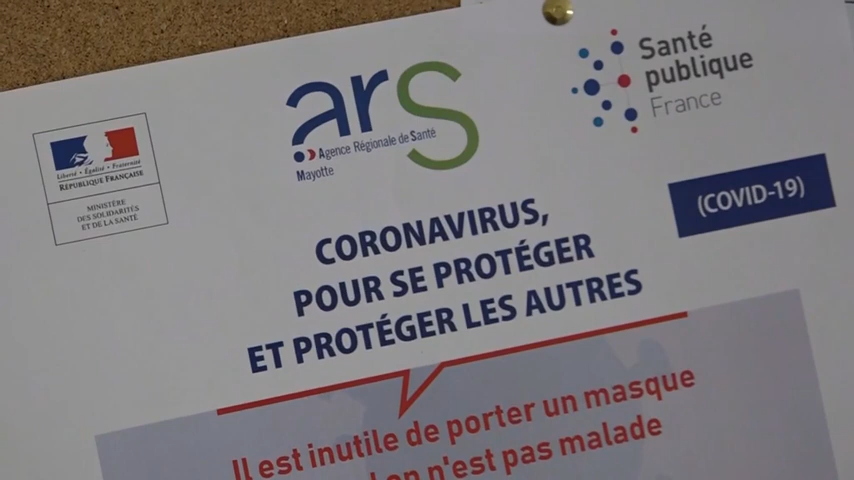 Liberté • Égalité • Fraternité
RÉPUBLIQUE FRANÇAISE
MINISTÈRE
DES SOLIDARITÉS
ET DE LA SANTÉ
ars
Agence Régionale de Santé
Mayotte
Santé
publique
France
(COVID-19)
CORONAVIRUS,
POUR SE PROTÉGER
ET PROTÉGER LES AUTRES
Il est inutile de porter un masque
on n'est pas malade